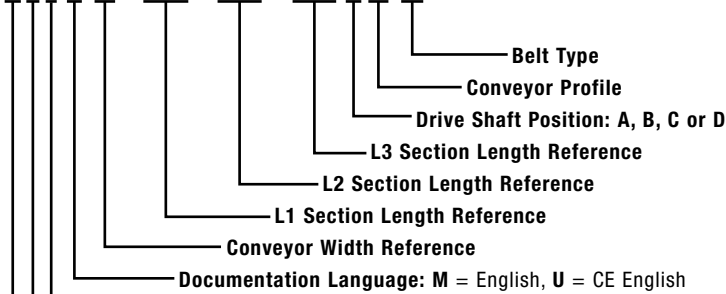 Belt Type
Conveyor Profile
Drive Shaft Position: A, B, C or D
L3 Section Length Reference
L2 Section Length Reference
L1 Section Length Reference
Conveyor Width Reference
Documentation Language: M = English, U = CE English